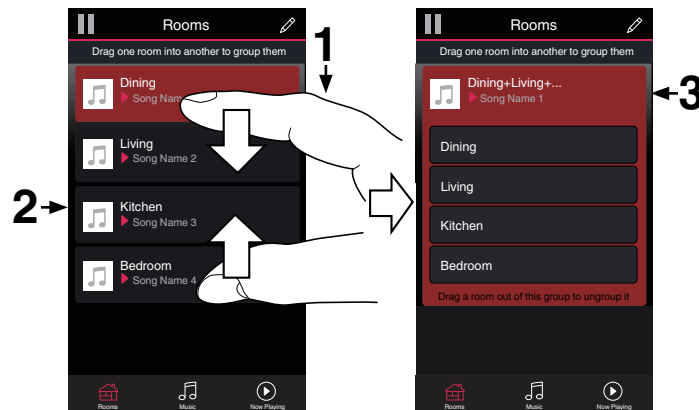 Rooms
Drag one room into another to group them
Dining
Song Nam
Living
Song Name 2
Kitchen
Song Name 3
Bedroom
Song Name 4
Rooms
Music
Now Playing
1
2
Rooms
Drag one room into another to group them
Dining+Living+...
Song Name 1
Dining
Living
Kitchen
Bedroom
Drag a room out of this group to ungroup it
Rooms
Music
Now Playing
3